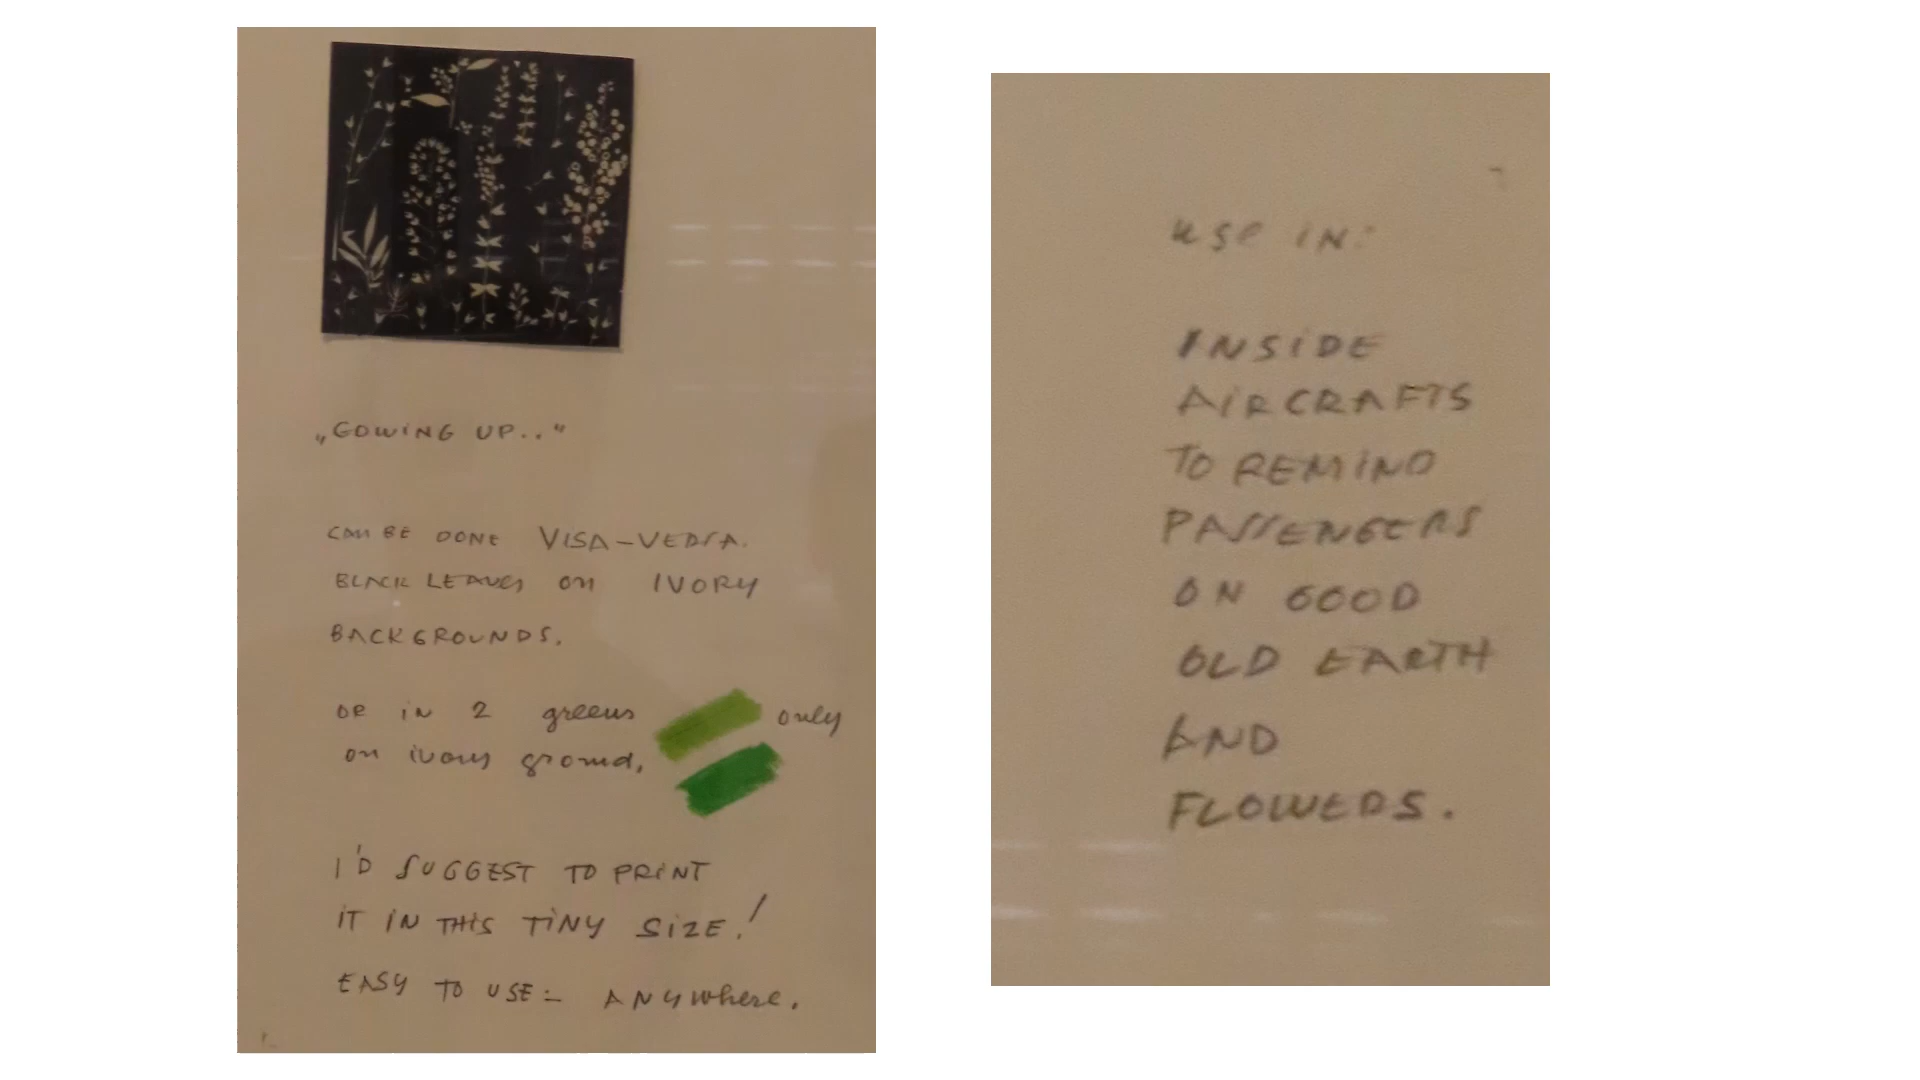 „GOWING UP.."
CAN BE DONE VISA-VERSA.
BLACK LEAVES on IVORY
BACKGROUNDS.
OR IN 2 greens only
on ivory ground,
I'D SUGGEST TO PRINT
IT IN THIS TINY SIZE!
EASY TO USE:- ANYwhere.
USE IN:
INSIDE
AIRCRAFTS
TO REMIND
PASSENGERS
ON GOOD
OLD EARTH
AND
FLOWERS.